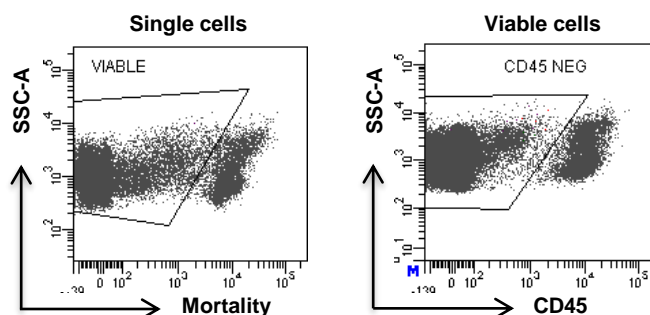 Single cells
SSC-A
VIABLE
10^5
10^4
10^3
10^2
0 10^2 10^3 10^4 10^5
Mortality
Viable cells
SSC-A
CD45 NEG
10^5
10^4
10^3
10^2
10^1
0
M
-139 0 10^2 10^3 10^4 10^5
CD45